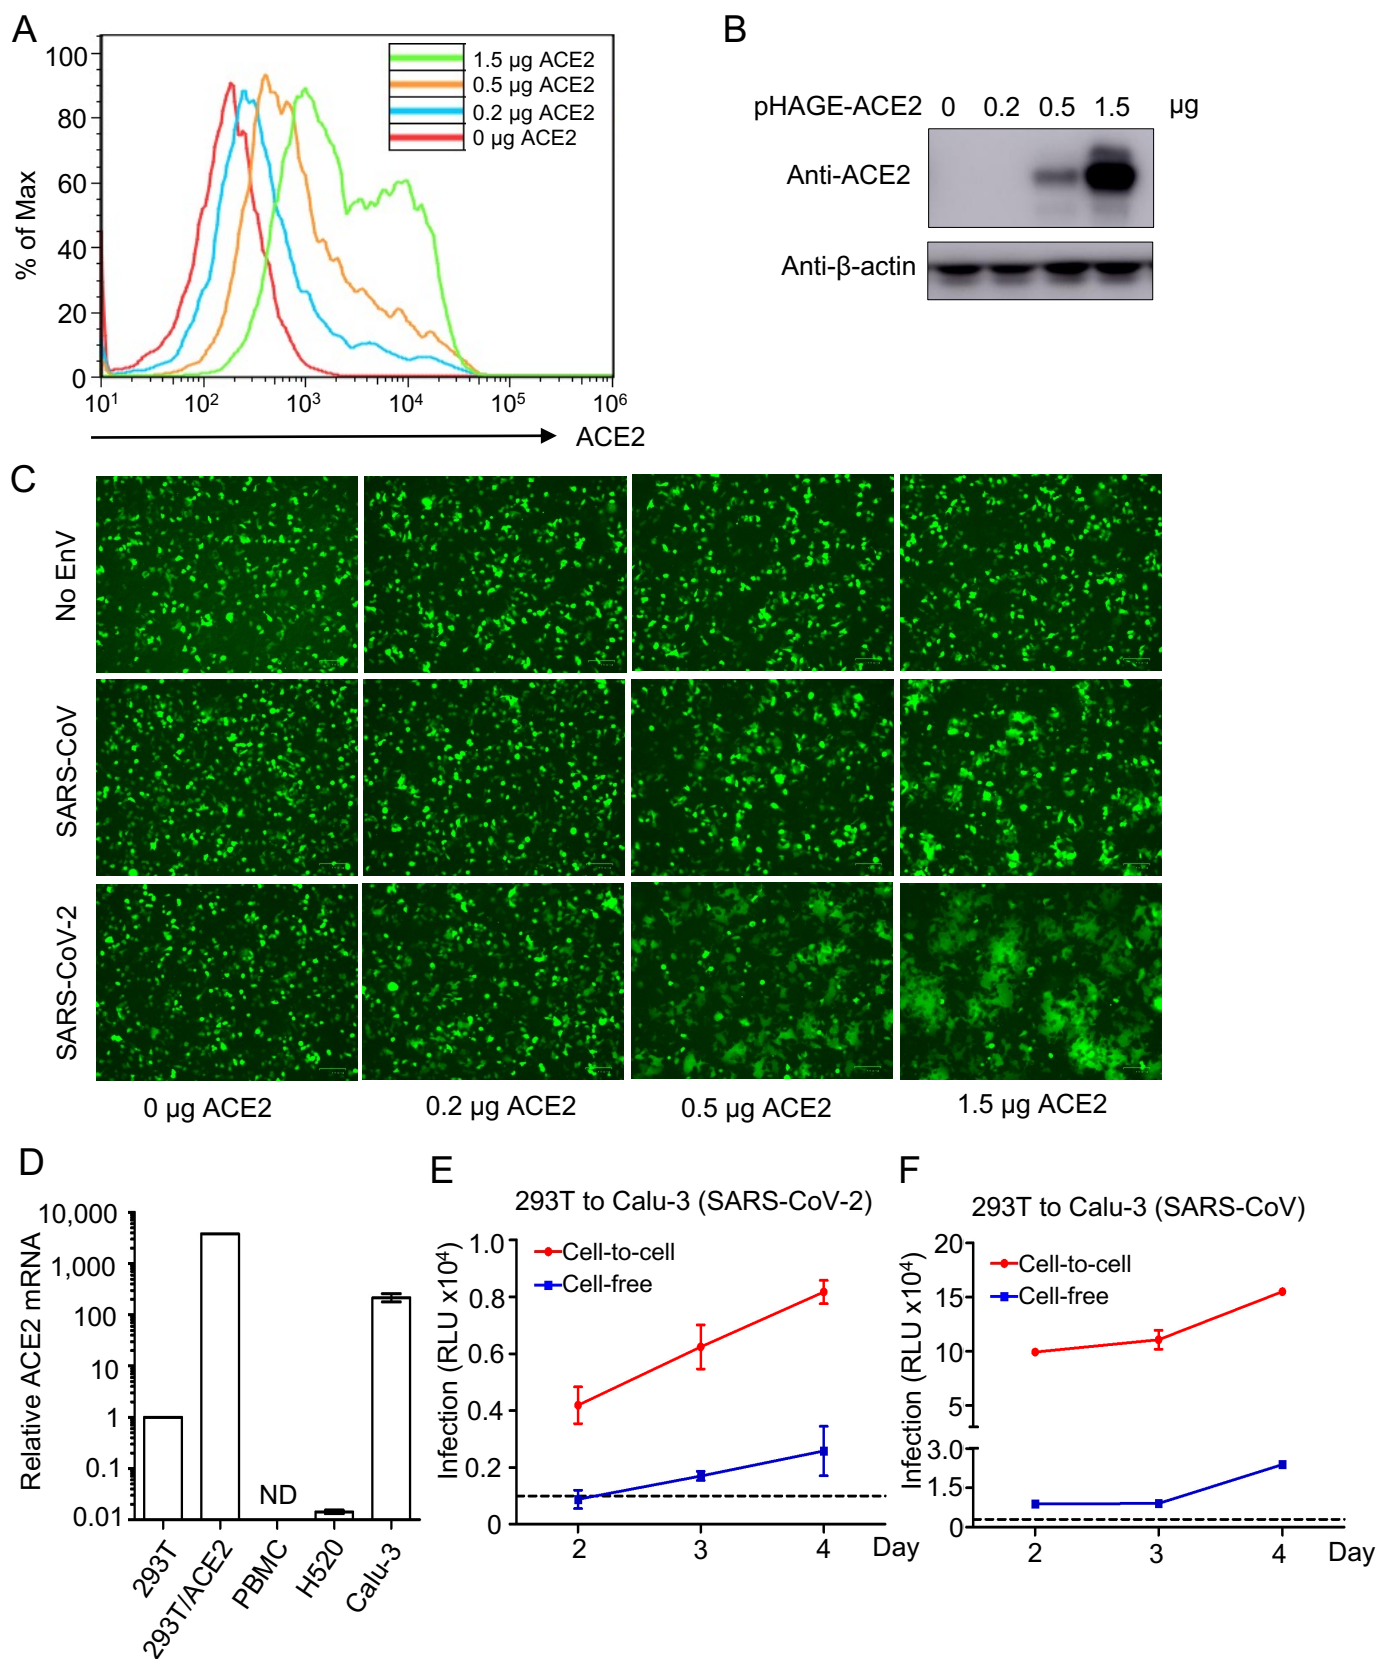 A
100
80
60
40
20
0
% of Max
10¹
10²
10³
10⁴
10⁵
10⁶
ACE2
1.5 µg ACE2
0.5 µg ACE2
0.2 µg ACE2
0 µg ACE2
B
pHAGE-ACE2 0 0.2 0.5 1.5 µg
Anti-ACE2
Anti-β-actin
C
No EnV
SARS-CoV
SARS-CoV-2
0 µg ACE2
0.2 µg ACE2
0.5 µg ACE2
1.5 µg ACE2
D
Relative ACE2 mRNA
10,000
1,000
100
10
1
0.1
0.01
ND
293T
293T/ACE2
PBMC
H520
Calu-3
E
293T to Calu-3 (SARS-CoV-2)
Infection (RLU x10⁴)
1.0
0.8
0.6
0.4
0.2
0
Cell-to-cell
Cell-free
2 3 4 Day
F
293T to Calu-3 (SARS-CoV)
Infection (RLU x10⁴)
20
15
10
5
3.0
1.5
0
Cell-to-cell
Cell-free
2 3 4 Day